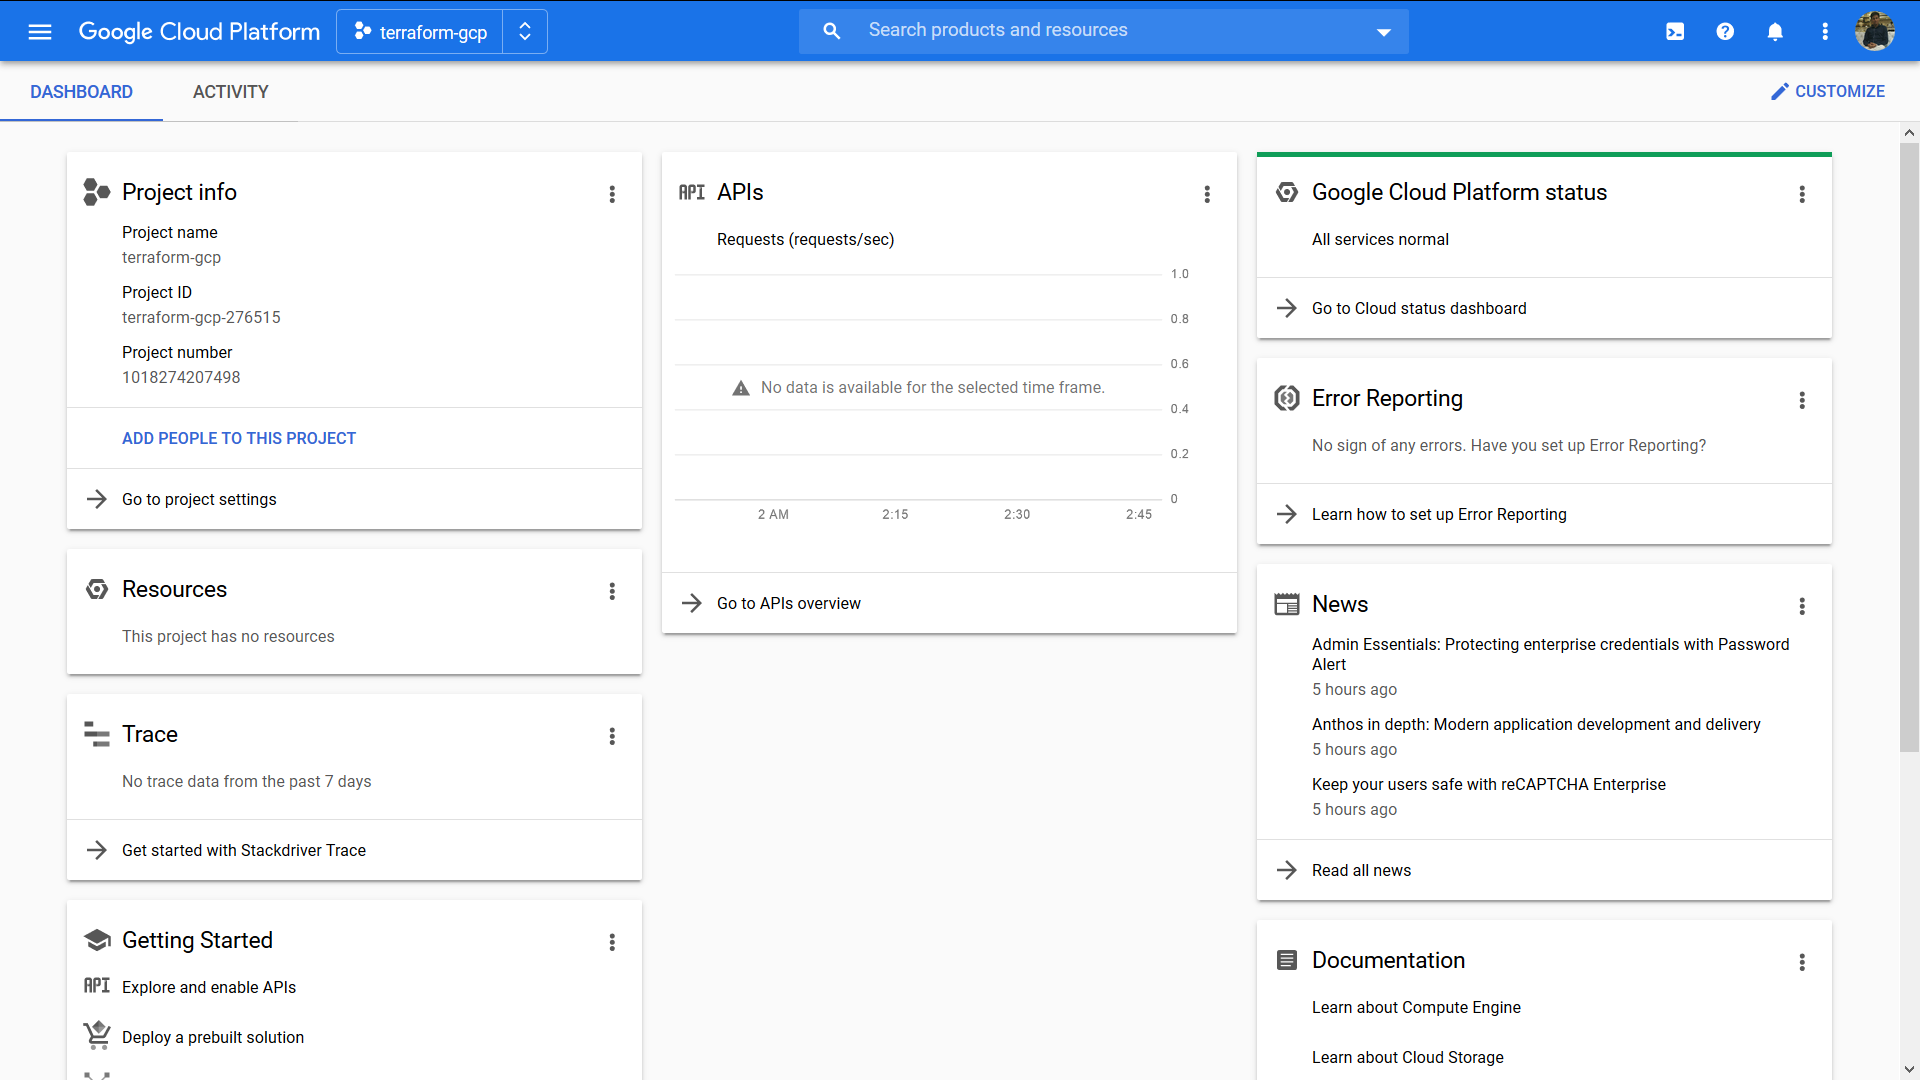 Google Cloud Platform
terraform-gcp
Search products and resources
DASHBOARD
ACTIVITY
CUSTOMIZE
Project info
Project name
terraform-gcp
Project ID
terraform-gcp-276515
Project number
1018274207498
ADD PEOPLE TO THIS PROJECT
Go to project settings
Resources
This project has no resources
Trace
No trace data from the past 7 days
Get started with Stackdriver Trace
Getting Started
API Explore and enable APIs
Deploy a prebuilt solution
API APIs
Requests (requests/sec)
1.0
0.8
0.6
No data is available for the selected time frame.
0.4
0.2
0
2 AM 2:15 2:30 2:45
Go to APIs overview
Google Cloud Platform status
All services normal
Go to Cloud status dashboard
Error Reporting
No sign of any errors. Have you set up Error Reporting?
Learn how to set up Error Reporting
News
Admin Essentials: Protecting enterprise credentials with Password
Alert
5 hours ago
Anthos in depth: Modern application development and delivery
5 hours ago
Keep your users safe with reCAPTCHA Enterprise
5 hours ago
Read all news
Documentation
Learn about Compute Engine
Learn about Cloud Storage